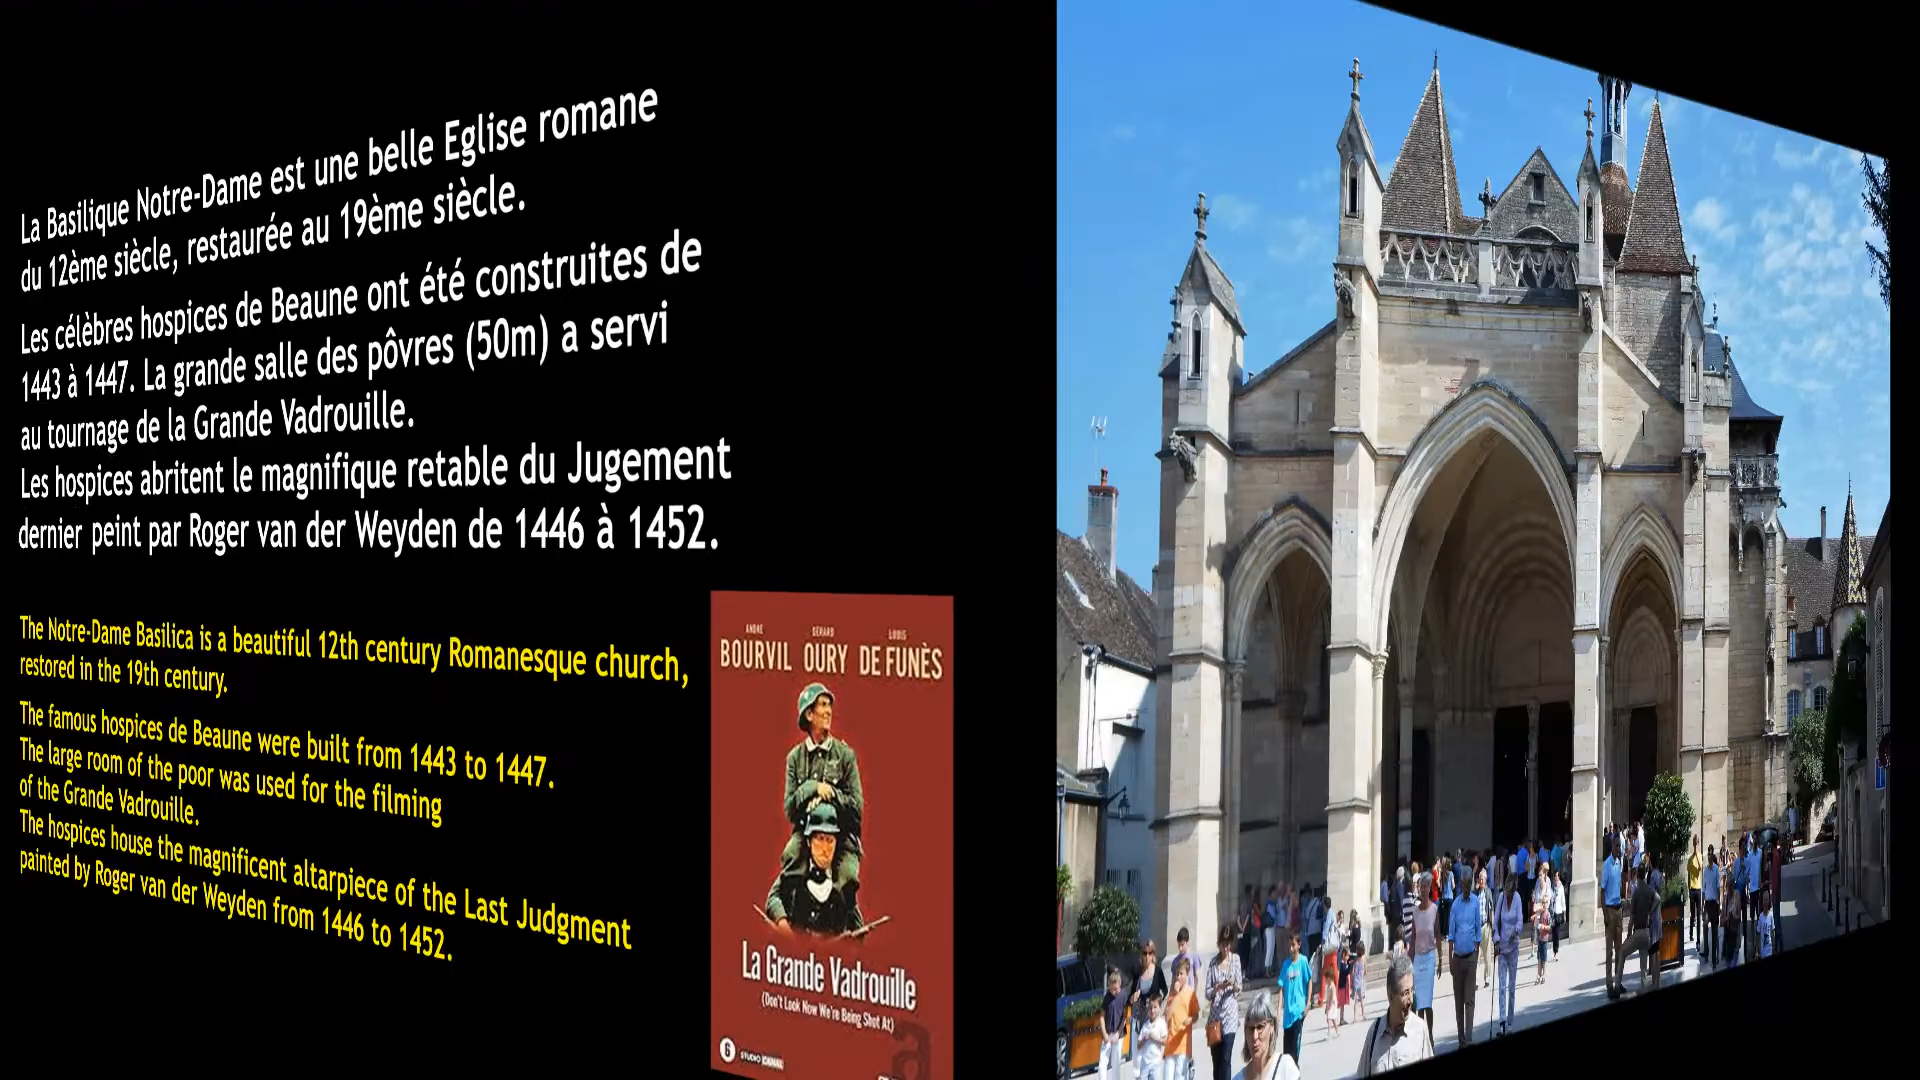 La Basilique Notre-Dame est une belle Eglise romane
du 12ème siècle, restaurée au 19ème siècle.
Les célèbres hospices de Beaune ont été construites de
1443 à 1447. La grande salle des pôvres (50m) a servi
au tournage de la Grande Vadrouille.
Les hospices abritent le magnifique retable du Jugement
dernier peint par Roger van der Weyden de 1446 à 1452.
The Notre-Dame Basilica is a beautiful 12th century Romanesque church,
restored in the 19th century.
The famous hospices de Beaune were built from 1443 to 1447.
The large room of the poor was used for the filming
of the Grande Vadrouille.
The hospices house the magnificent altarpiece of the Last Judgment
painted by Roger van der Weyden from 1446 to 1452.
ANDRE GERARD LOUIS
BOURVIL OURY DE FUNÈS
La Grande Vadrouille
(Don't Look Now We're Being Shot At)
6 STUDIO CANAL